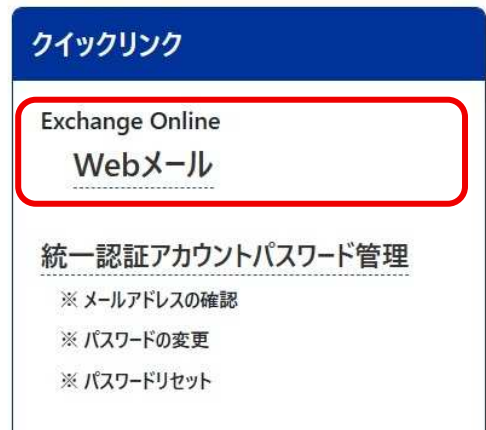 クイックリンク
Exchange Online
Webメール
統一認証アカウントパスワード管理
※ メールアドレスの確認
※ パスワードの変更
※ パスワードリセット